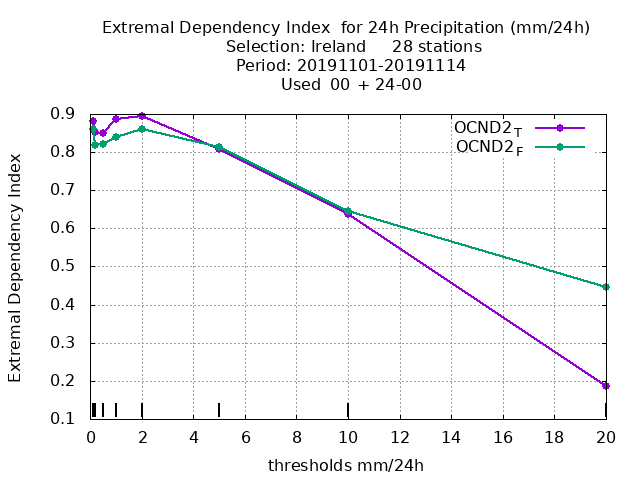 Extremal Dependency Index  for 24h Precipitation (mm/24h)
Selection: Ireland     28 stations
Period: 20191101-20191114
Used  00 + 24-00
OCND2T
OCND2F
Extremal Dependency Index
0.9
0.8
0.7
0.6
0.5
0.4
0.3
0.2
0.1
0 2 4 6 8 10 12 14 16 18 20
thresholds mm/24h